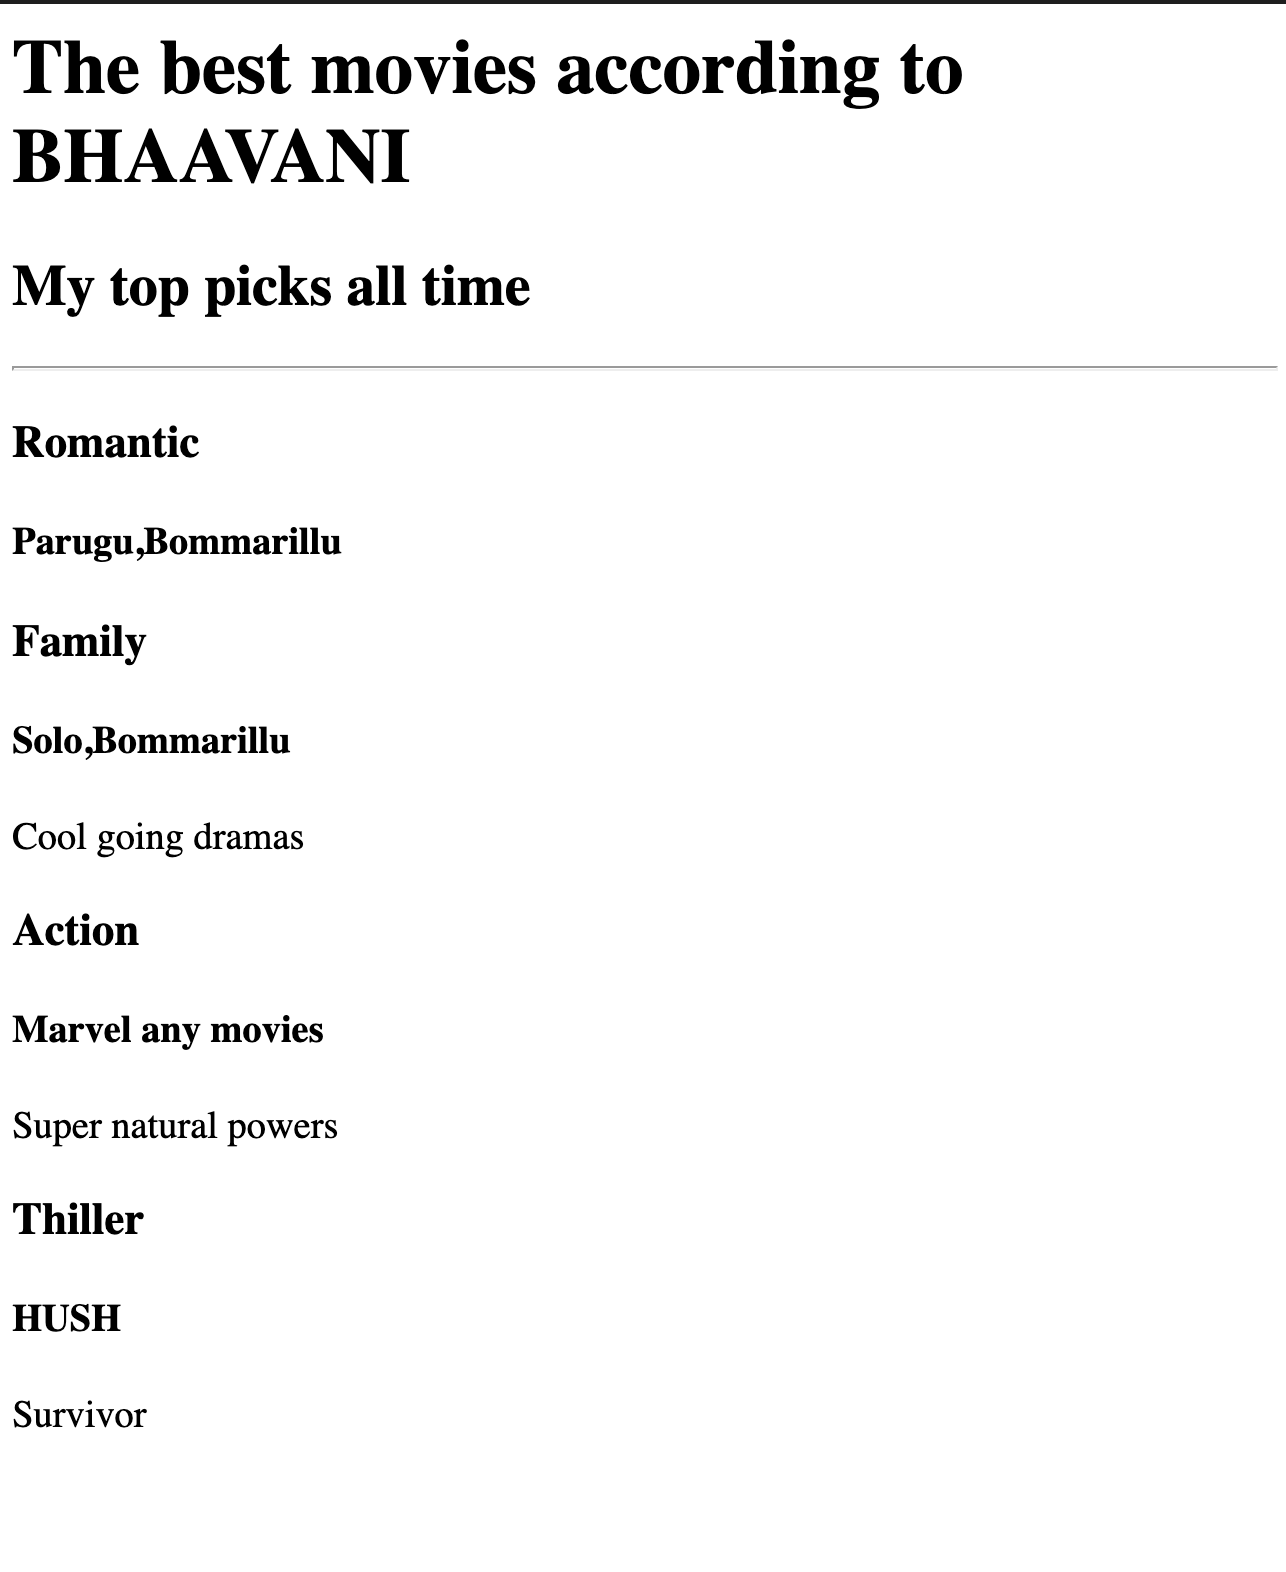 The best movies according to
BHAAVANI
My top picks all time
Romantic
Parugu,Bommarillu
Family
Solo,Bommarillu
Cool going dramas
Action
Marvel any movies
Super natural powers
Thiller
HUSH
Survivor